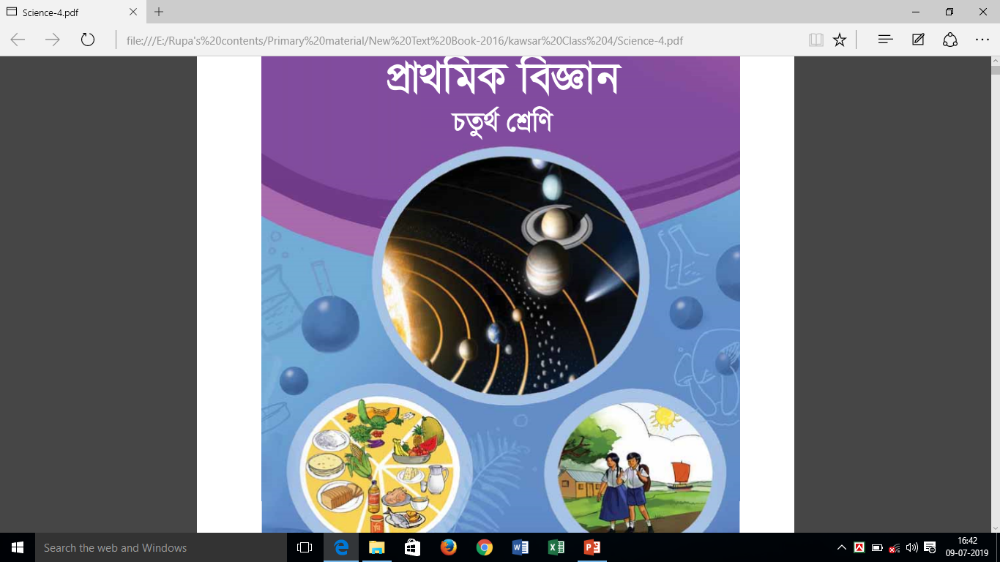 Science-4.pdf
file:///E:/Rupa's%20contents/Primary%20material/New%20Text%20Book-2016/kawsar%20Class%204/Science-4.pdf
প্রাথমিক বিজ্ঞান
চতুর্থ শ্রেণি
Search the web and Windows
16:42
09-07-2019